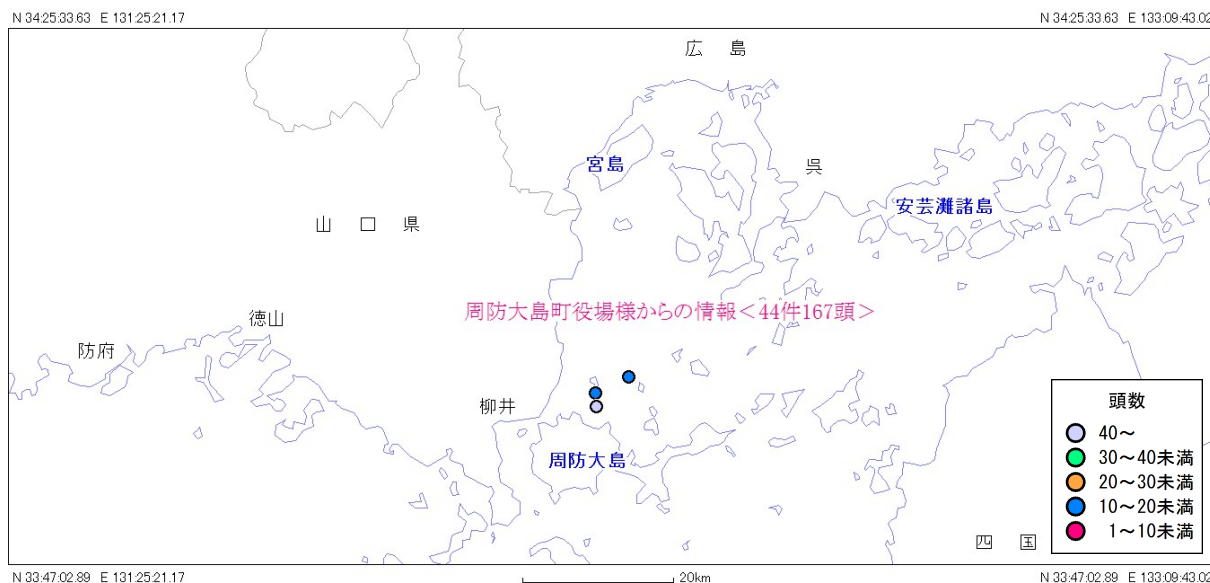 N 34:25:33.63 E 131:25:21.17
N 34:25:33.63 E 133:09:43.02
広 島
宮島
呉
安芸灘諸島
山 口 県
周防大島町役場様からの情報<44件167頭>
徳山
防府
柳井
周防大島
四 国
頭数
40~
30~40未満
20~30未満
10~20未満
1~10未満
N 33:47:02.89 E 131:25:21.17
20km
N 33:47:02.89 E 133:09:43.02